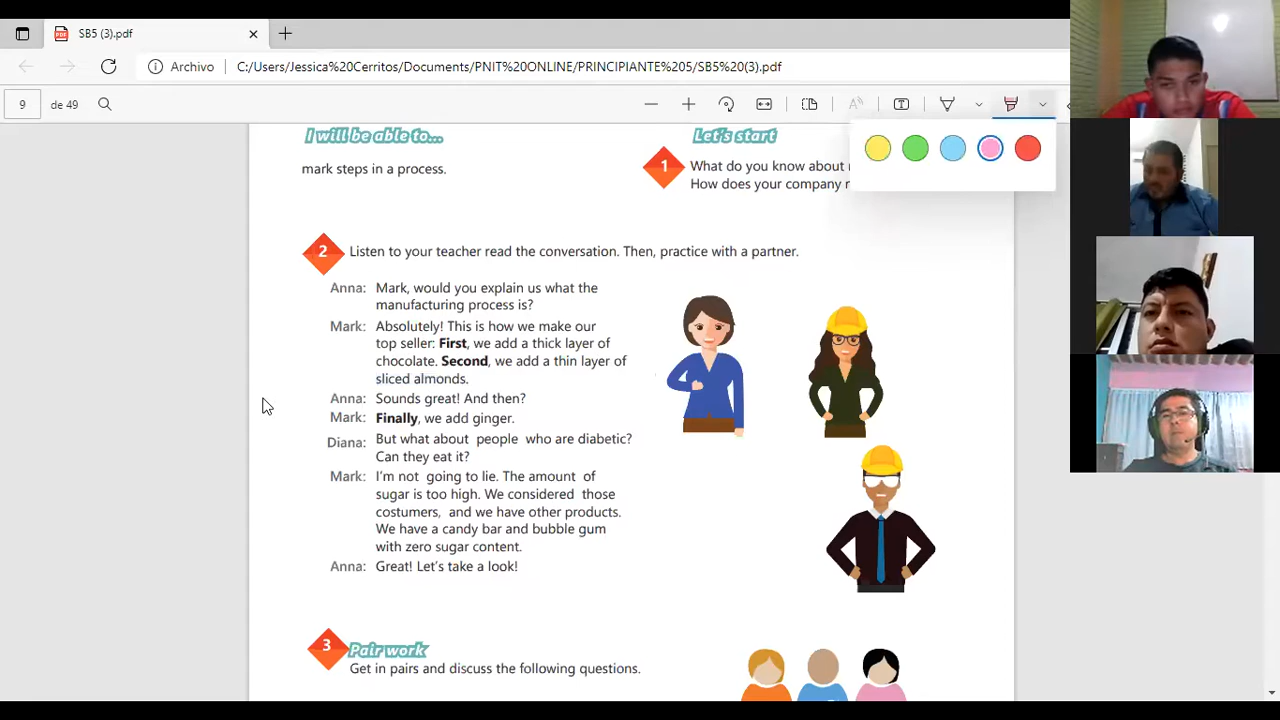 SB5 (3).pdf
Archivo
C:/Users/Jessica%20Cerritos/Documents/PNIT%20ONLINE/PRINCIPIANTE%205/SB5%20(3).pdf
9
de 49
I will be able to...
mark steps in a process.
Let's start
1
What do you know about
How does your company
2
Listen to your teacher read the conversation. Then, practice with a partner.
Anna: Mark, would you explain us what the
manufacturing process is?
Mark: Absolutely! This is how we make our
top seller: First, we add a thick layer of
chocolate. Second, we add a thin layer of
sliced almonds.
Anna: Sounds great! And then?
Mark: Finally, we add ginger.
Diana: But what about people who are diabetic?
Can they eat it?
Mark: I'm not going to lie. The amount of
sugar is too high. We considered those
costumers, and we have other products.
We have a candy bar and bubble gum
with zero sugar content.
Anna: Great! Let's take a look!
3
Pair work
Get in pairs and discuss the following questions.